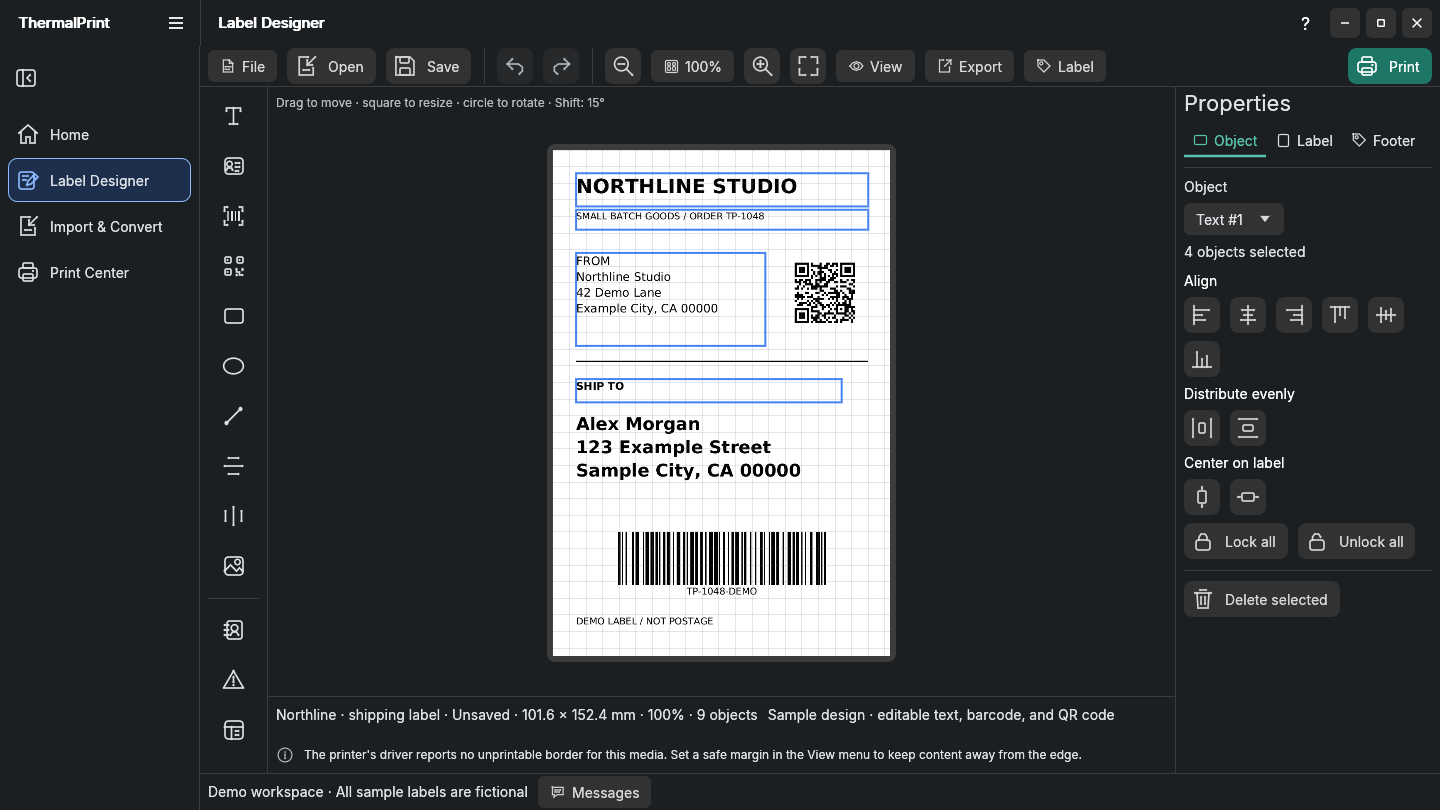 ThermalPrint
Label Designer
?
File
Open
Save
100%
View
Export
Label
Print
Home
Label Designer
Import & Convert
Print Center
Drag to move · square to resize · circle to rotate · Shift: 15°
NORTHLINE STUDIO
SMALL BATCH GOODS / ORDER TP-1048
FROM
Northline Studio
42 Demo Lane
Example City, CA 00000
SHIP TO
Alex Morgan
123 Example Street
Sample City, CA 00000
TP-1048-DEMO
DEMO LABEL / NOT POSTAGE
Properties
Object
Label
Footer
Object
Text #1
4 objects selected
Align
Distribute evenly
Center on label
Lock all
Unlock all
Delete selected
Northline · shipping label · Unsaved · 101.6 × 152.4 mm · 100% · 9 objects Sample design · editable text, barcode, and QR code
The printer's driver reports no unprintable border for this media. Set a safe margin in the View menu to keep content away from the edge.
Demo workspace · All sample labels are fictional
Messages